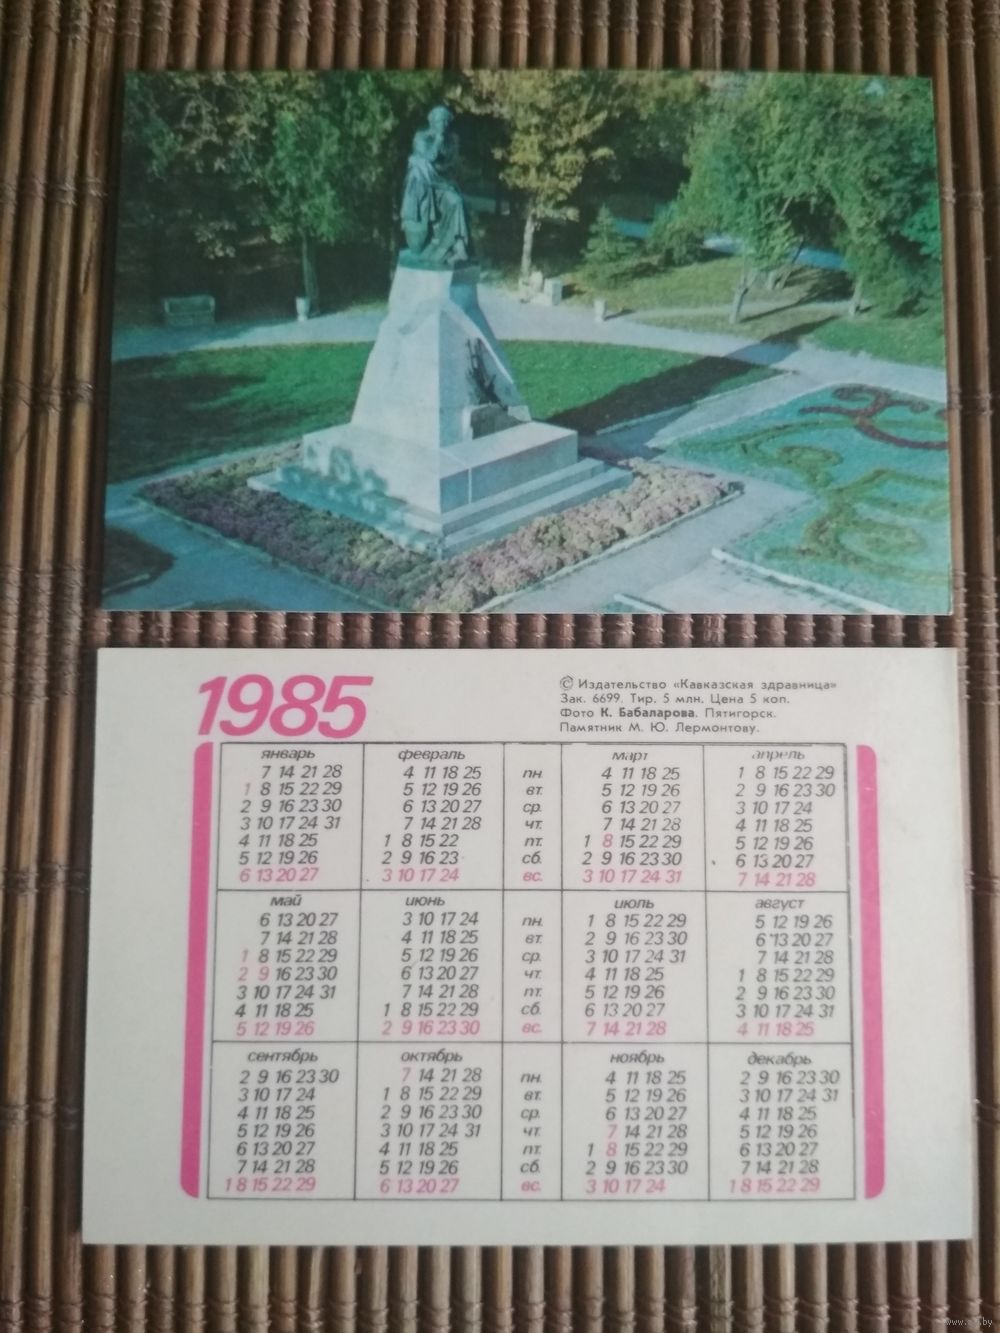 1985
© Издательство «Кавказская здравница»
Зак. 6699. Тир. 5 млн. Цена 5 коп.
Фото К. Бабаларова. Пятигорск.
Памятник М. Ю. Лермонтову.
январь февраль март апрель
7 14 21 28 4 11 18 25 пн. 4 11 18 25 1 8 15 22 29
1 8 15 22 29 5 12 19 26 вт. 5 12 19 26 2 9 16 23 30
2 9 16 23 30 6 13 20 27 ср. 6 13 20 27 3 10 17 24
3 10 17 24 31 7 14 21 28 чт. 7 14 21 28 4 11 18 25
4 11 18 25 1 8 15 22 пт. 1 8 15 22 29 5 12 19 26
5 12 19 26 2 9 16 23 сб. 2 9 16 23 30 6 13 20 27
6 13 20 27 3 10 17 24 вс. 3 10 17 24 31 7 14 21 28
май июнь июль август
6 13 20 27 3 10 17 24 пн. 1 8 15 22 29 5 12 19 26
7 14 21 28 4 11 18 25 вт. 2 9 16 23 30 6 13 20 27
1 8 15 22 29 5 12 19 26 ср. 3 10 17 24 31 7 14 21 28
2 9 16 23 30 6 13 20 27 чт. 4 11 18 25 1 8 15 22 29
3 10 17 24 31 7 14 21 28 пт. 5 12 19 26 2 9 16 23 30
4 11 18 25 1 8 15 22 29 сб. 6 13 20 27 3 10 17 24 31
5 12 19 26 2 9 16 23 30 вс. 7 14 21 28 4 11 18 25
сентябрь октябрь ноябрь декабрь
2 9 16 23 30 7 14 21 28 пн. 4 11 18 25 2 9 16 23 30
3 10 17 24 1 8 15 22 29 вт. 5 12 19 26 3 10 17 24 31
4 11 18 25 2 9 16 23 30 ср. 6 13 20 27 4 11 18 25
5 12 19 26 3 10 17 24 31 чт. 7 14 21 28 5 12 19 26
6 13 20 27 4 11 18 25 пт. 1 8 15 22 29 6 13 20 27
7 14 21 28 5 12 19 26 сб. 2 9 16 23 30 7 14 21 28
1 8 15 22 29 6 13 20 27 вс. 3 10 17 24 1 8 15 22 29